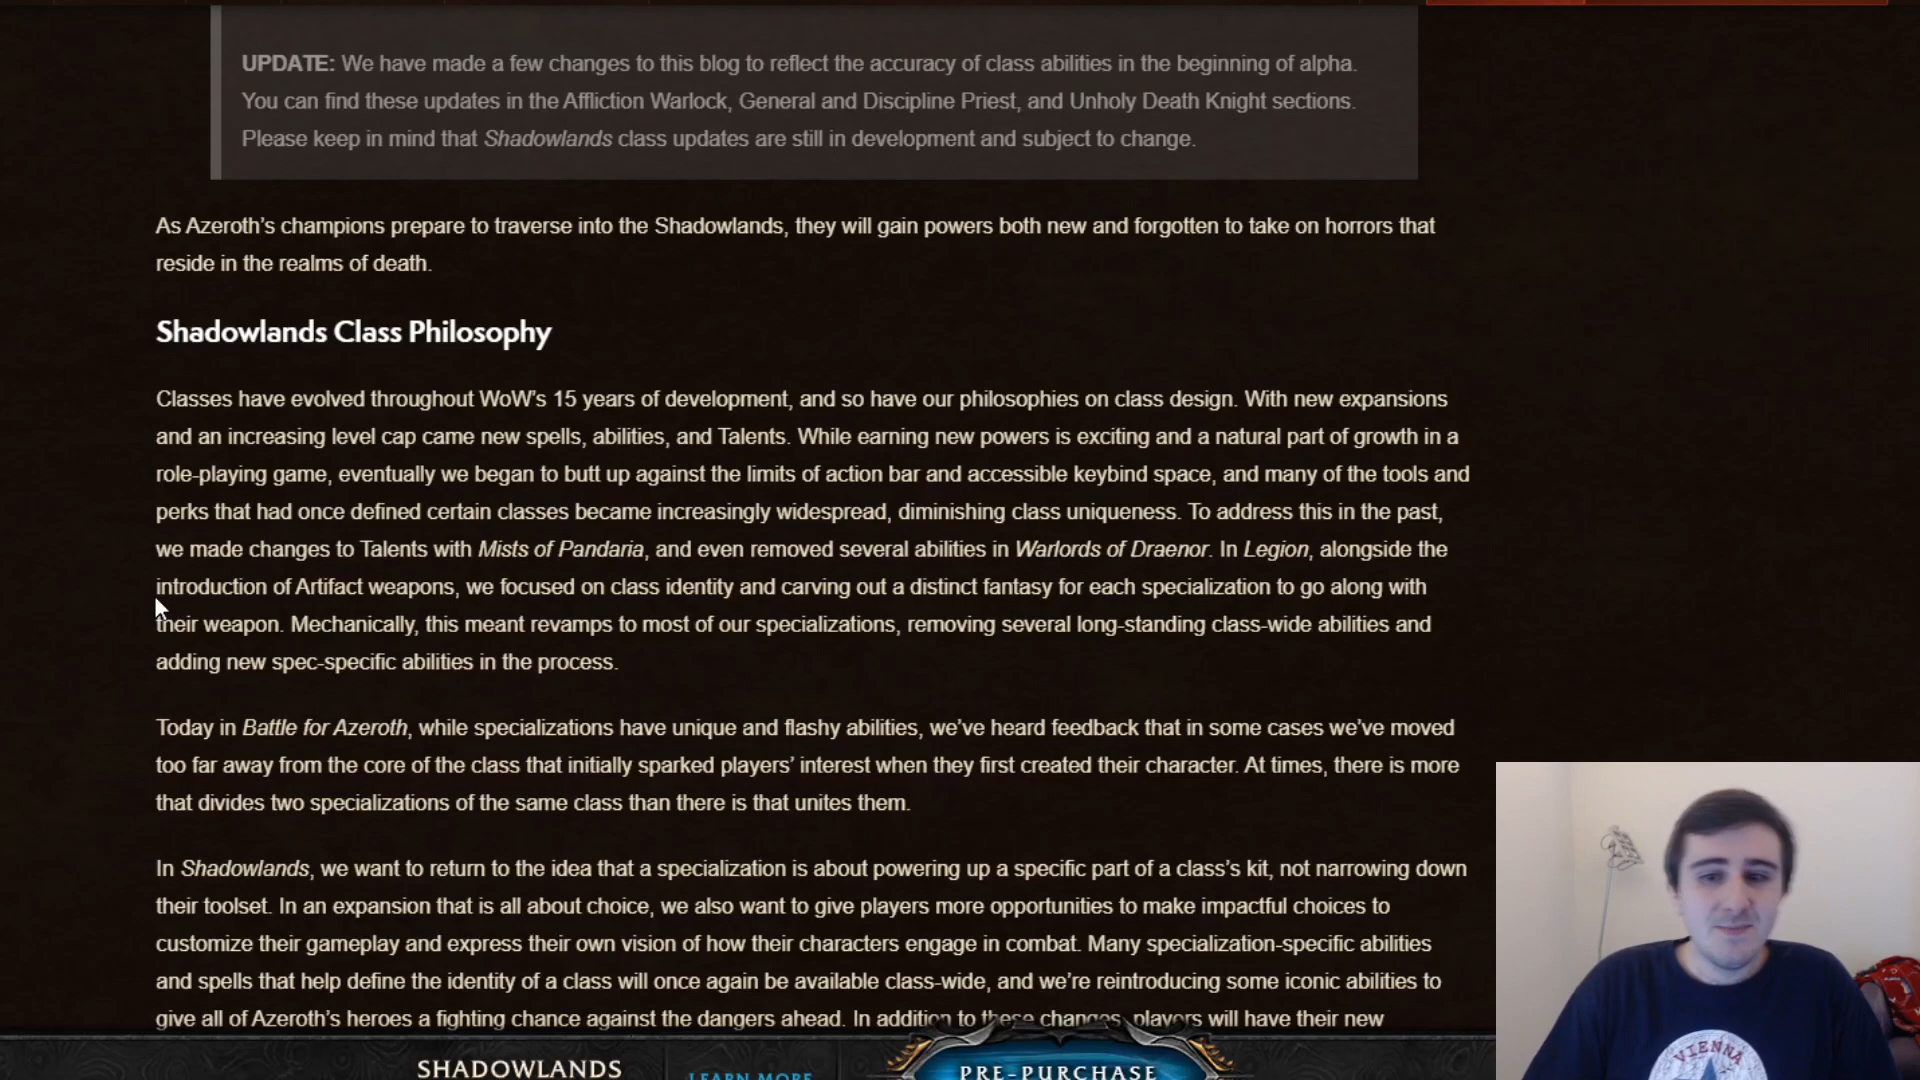 UPDATE: We have made a few changes to this blog to reflect the accuracy of class abilities in the beginning of alpha.
You can find these updates in the Affliction Warlock, General and Discipline Priest, and Unholy Death Knight sections.
Please keep in mind that Shadowlands class updates are still in development and subject to change.
As Azeroth’s champions prepare to traverse into the Shadowlands, they will gain powers both new and forgotten to take on horrors that
reside in the realms of death.
Shadowlands Class Philosophy
Classes have evolved throughout WoW’s 15 years of development, and so have our philosophies on class design. With new expansions
and an increasing level cap came new spells, abilities, and Talents. While earning new powers is exciting and a natural part of growth in a
role-playing game, eventually we began to butt up against the limits of action bar and accessible keybind space, and many of the tools and
perks that had once defined certain classes became increasingly widespread, diminishing class uniqueness. To address this in the past,
we made changes to Talents with Mists of Pandaria, and even removed several abilities in Warlords of Draenor. In Legion, alongside the
introduction of Artifact weapons, we focused on class identity and carving out a distinct fantasy for each specialization to go along with
their weapon. Mechanically, this meant revamps to most of our specializations, removing several long-standing class-wide abilities and
adding new spec-specific abilities in the process.
Today in Battle for Azeroth, while specializations have unique and flashy abilities, we’ve heard feedback that in some cases we’ve moved
too far away from the core of the class that initially sparked players’ interest when they first created their character. At times, there is more
that divides two specializations of the same class than there is that unites them.
In Shadowlands, we want to return to the idea that a specialization is about powering up a specific part of a class’s kit, not narrowing down
their toolset. In an expansion that is all about choice, we also want to give players more opportunities to make impactful choices to
customize their gameplay and express their own vision of how their characters engage in combat. Many specialization-specific abilities
and spells that help define the identity of a class will once again be available class-wide, and we’re reintroducing some iconic abilities to
give all of Azeroth’s heroes a fighting chance against the dangers ahead. In addition to these changes, players will have their new
SHADOWLANDS
LEARN MORE
PRE-PURCHASE
VIENNA